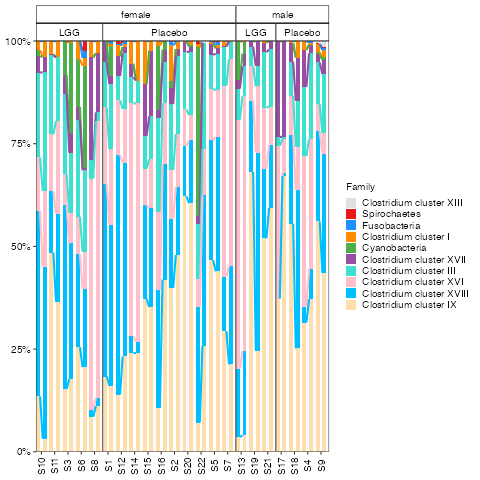 female
male
LGG
Placebo
LGG
Placebo
100%
75%
50%
25%
0%
Family
Clostridium cluster XIII
Spirochaetes
Fusobacteria
Clostridium cluster I
Cyanobacteria
Clostridium cluster XVII
Clostridium cluster III
Clostridium cluster XVI
Clostridium cluster XVIII
Clostridium cluster IX
S10
S11
S3
S6
S8
S1
S12
S14
S15
S16
S2
S20
S22
S5
S7
S13
S19
S21
S17
S18
S4
S9